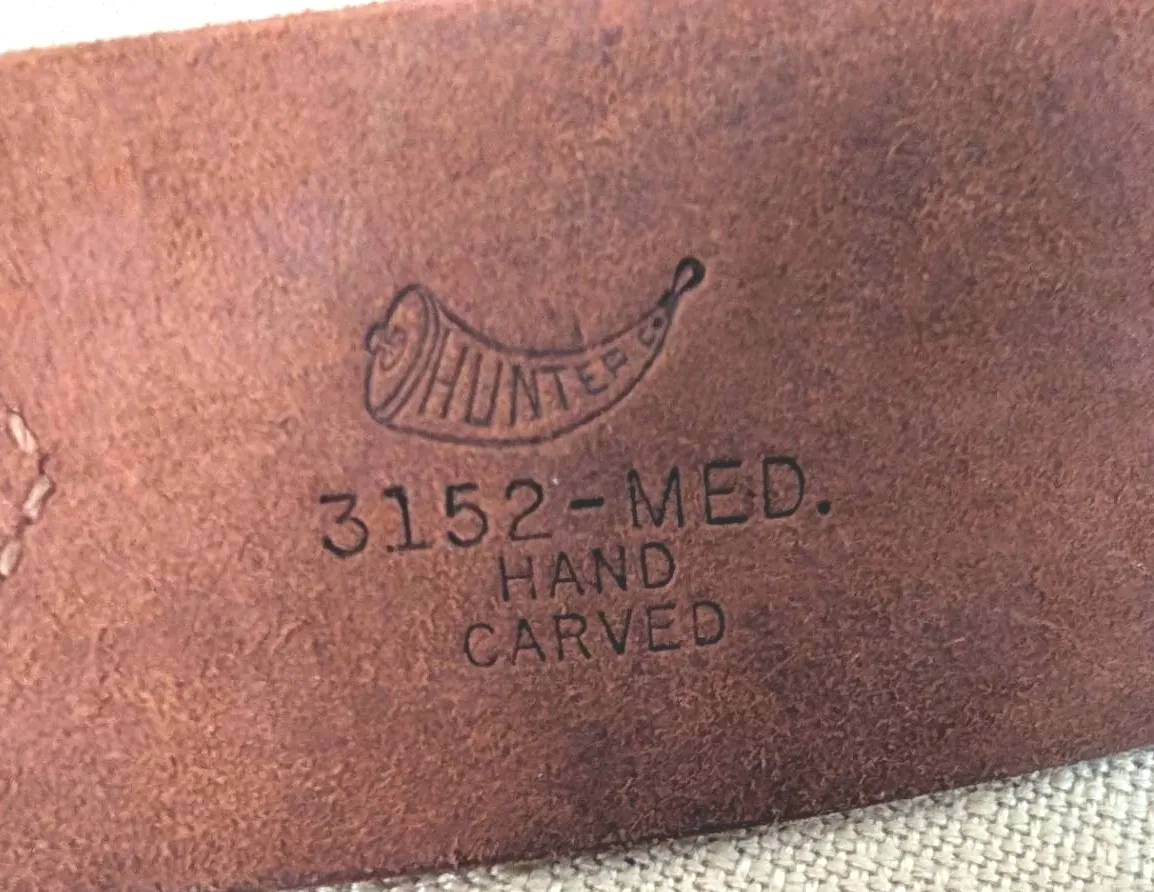 HUNTER CO.
3152-MED.
HAND
CARVED